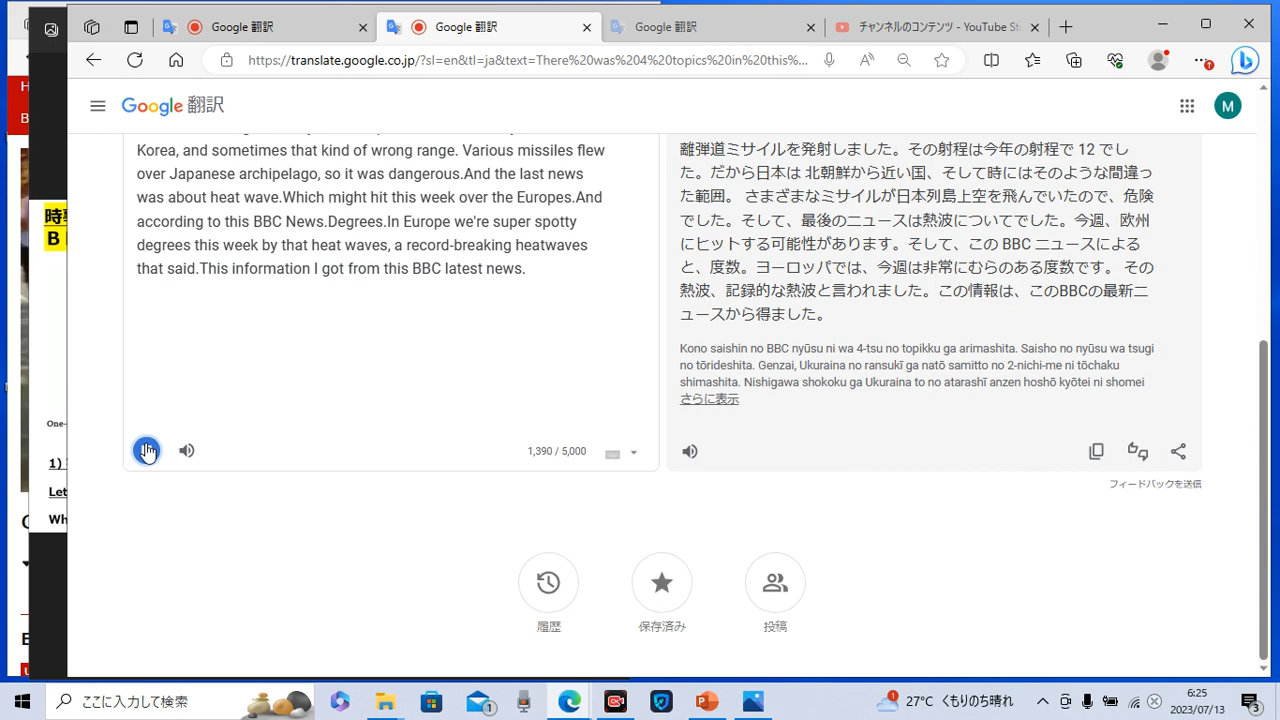 Google 翻訳
Google 翻訳
Google 翻訳
チャンネルのコンテンツ - YouTube St
https://translate.google.co.jp/?sl=en&tl=ja&text=There%20was%204%20topics%20in%20this%...
Google 翻訳
M
Korea, and sometimes that kind of wrong range. Various missiles flew
over Japanese archipelago, so it was dangerous.And the last news
was about heat wave.Which might hit this week over the Europes.And
according to this BBC News.Degrees.In Europe we're super spotty
degrees this week by that heat waves, a record-breaking heatwaves
that said.This information I got from this BBC latest news.
1,390 / 5,000
離弾道ミサイルを発射しました。その射程は今年の射程で 12 でし
た。だから日本は 北朝鮮から近い国、そして時にはそのような間違っ
た範囲。 さまざまなミサイルが日本列島上空を飛んでいたので、危険
でした。そして、最後のニュースは熱波についてでした。今週、欧州
にヒットする可能性があります。そして、この BBC ニュースによる
と、度数。ヨーロッパでは、今週は非常にむらのある度数です。 その
熱波、記録的な熱波と言われました。この情報は、このBBCの最新ニ
ュースから得ました。
Kono saishin no BBC nyūsu ni wa 4-tsu no topikku ga arimashita. Saisho no nyūsu wa tsugi
no tōrideshita. Genzai, Ukuraina no ransukī ga natō samitto no 2-nichi-me ni tōchaku
shimashita. Nishigawa shokoku ga Ukuraina to no atarashī anzen hoshō kyōtei ni shomei
さらに表示
フィードバックを送信
履歴
保存済み
投稿
時事
B B
One-
1)
Let
Wh
ここに入力して検索
1
1
27°C くもりのち晴れ
6:25
2023/07/13
3